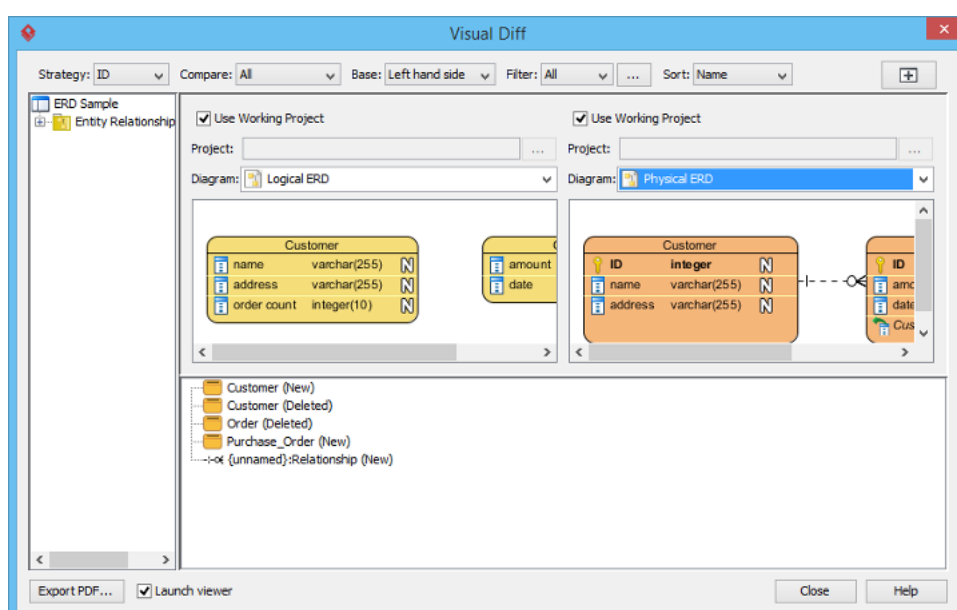 Visual Diff
Strategy: ID Compare: All Base: Left hand side Filter: All ... Sort: Name
ERD Sample
Entity Relationship
Use Working Project
Project: ...
Diagram: Logical ERD
Customer
name varchar(255) N
address varchar(255) N
order count integer(10) N
amount
date
Use Working Project
Project: ...
Diagram: Physical ERD
Customer
ID integer N
name varchar(255) N
address varchar(255) N
ID
amo
date
Cus
Customer (New)
Customer (Deleted)
Order (Deleted)
Purchase_Order (New)
{unnamed}:Relationship (New)
Export PDF... Launch viewer Close Help